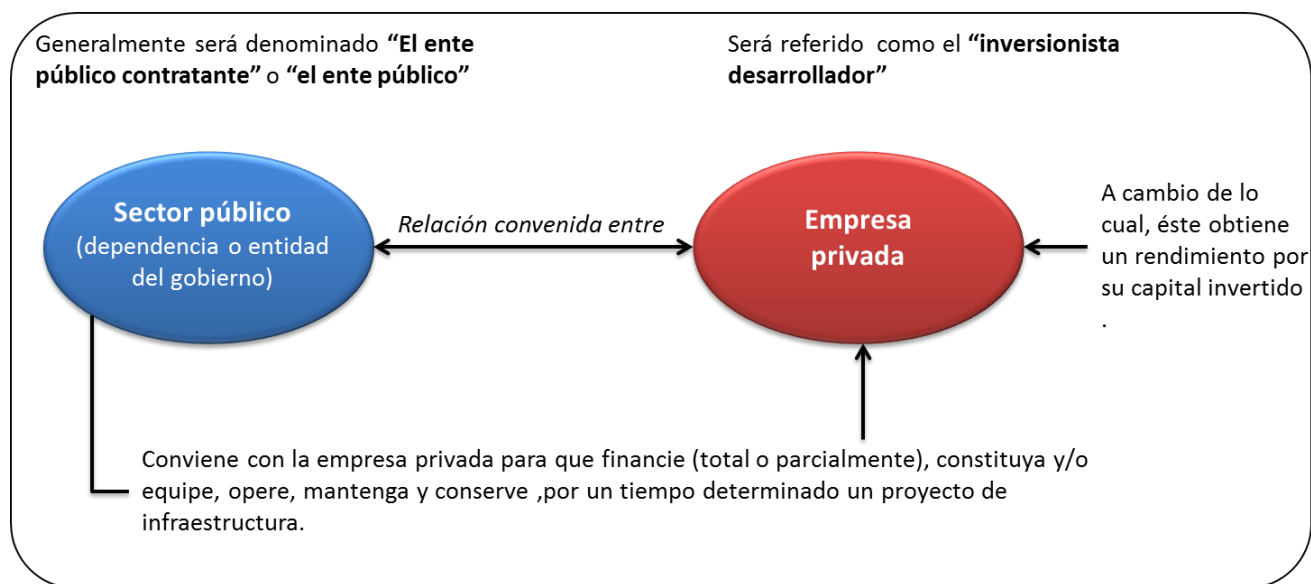 Generalmente será denominado “El ente
público contratante” o “el ente público”
Será referido como el “inversionista
desarrollador”
Sector público
(dependencia o entidad
del gobierno)
Relación convenida entre
Empresa
privada
A cambio de lo
cual, éste obtiene
un rendimiento por
su capital invertido
.
Conviene con la empresa privada para que financie (total o parcialmente), constituya y/o
equipe, opere, mantenga y conserve ,por un tiempo determinado un proyecto de
infraestructura.